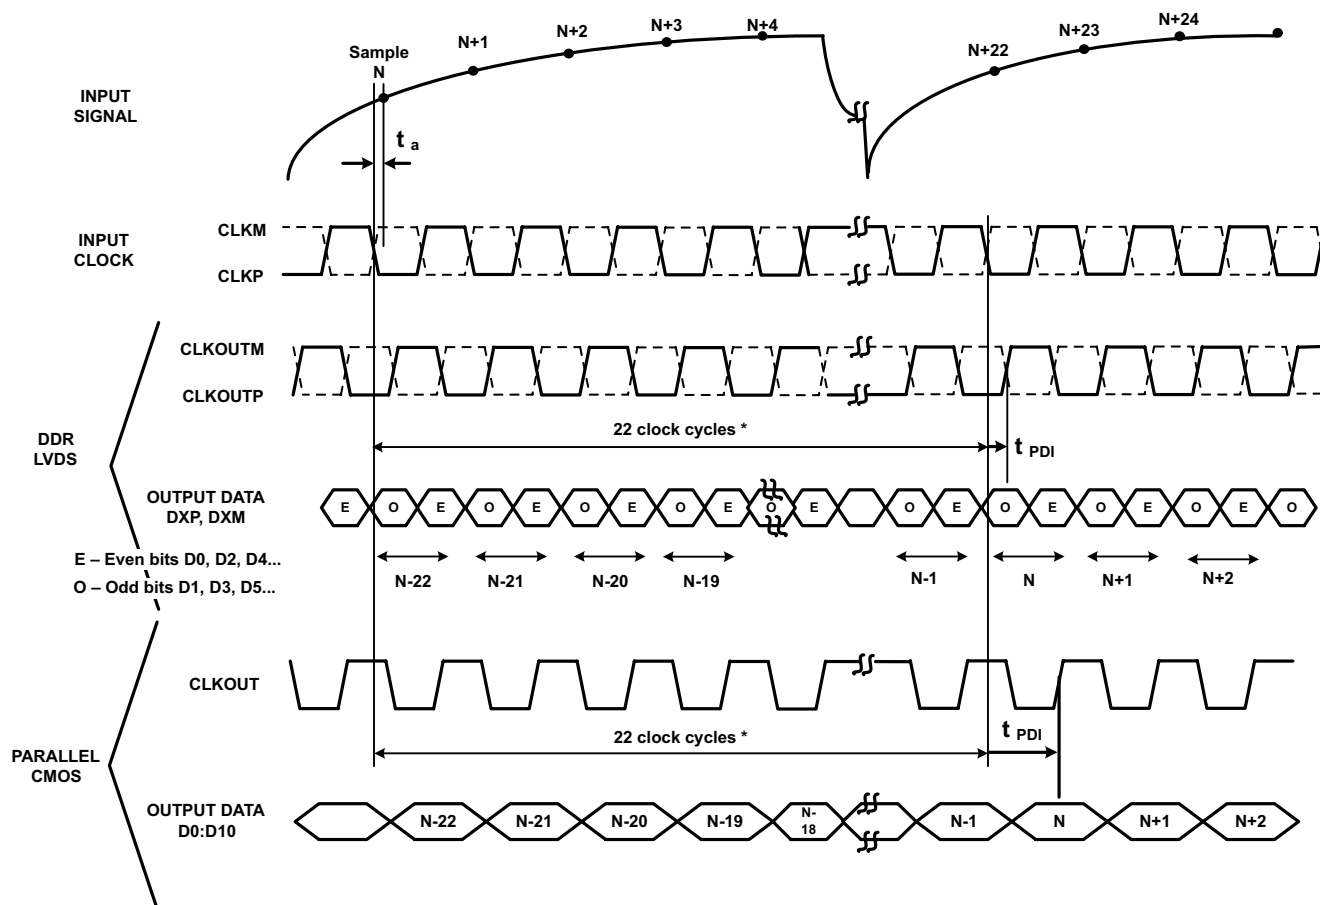 N+1
N+2
N+3
N+4
N+22
N+23
N+24
Sample
N
INPUT
SIGNAL
t a
INPUT
CLOCK
CLKM
CLKP
CLKOUTM
CLKOUTP
DDR
LVDS
22 clock cycles *
t PDI
OUTPUT DATA
DXP, DXM
E O E O E O E O E O E O E O E O E O E O
E – Even bits D0, D2, D4...
O – Odd bits D1, D3, D5...
N-22
N-21
N-20
N-19
N-1
N
N+1
N+2
CLKOUT
22 clock cycles *
t PDI
PARALLEL
CMOS
OUTPUT DATA
D0:D10
N-22
N-21
N-20
N-19
N-
18
N-1
N
N+1
N+2